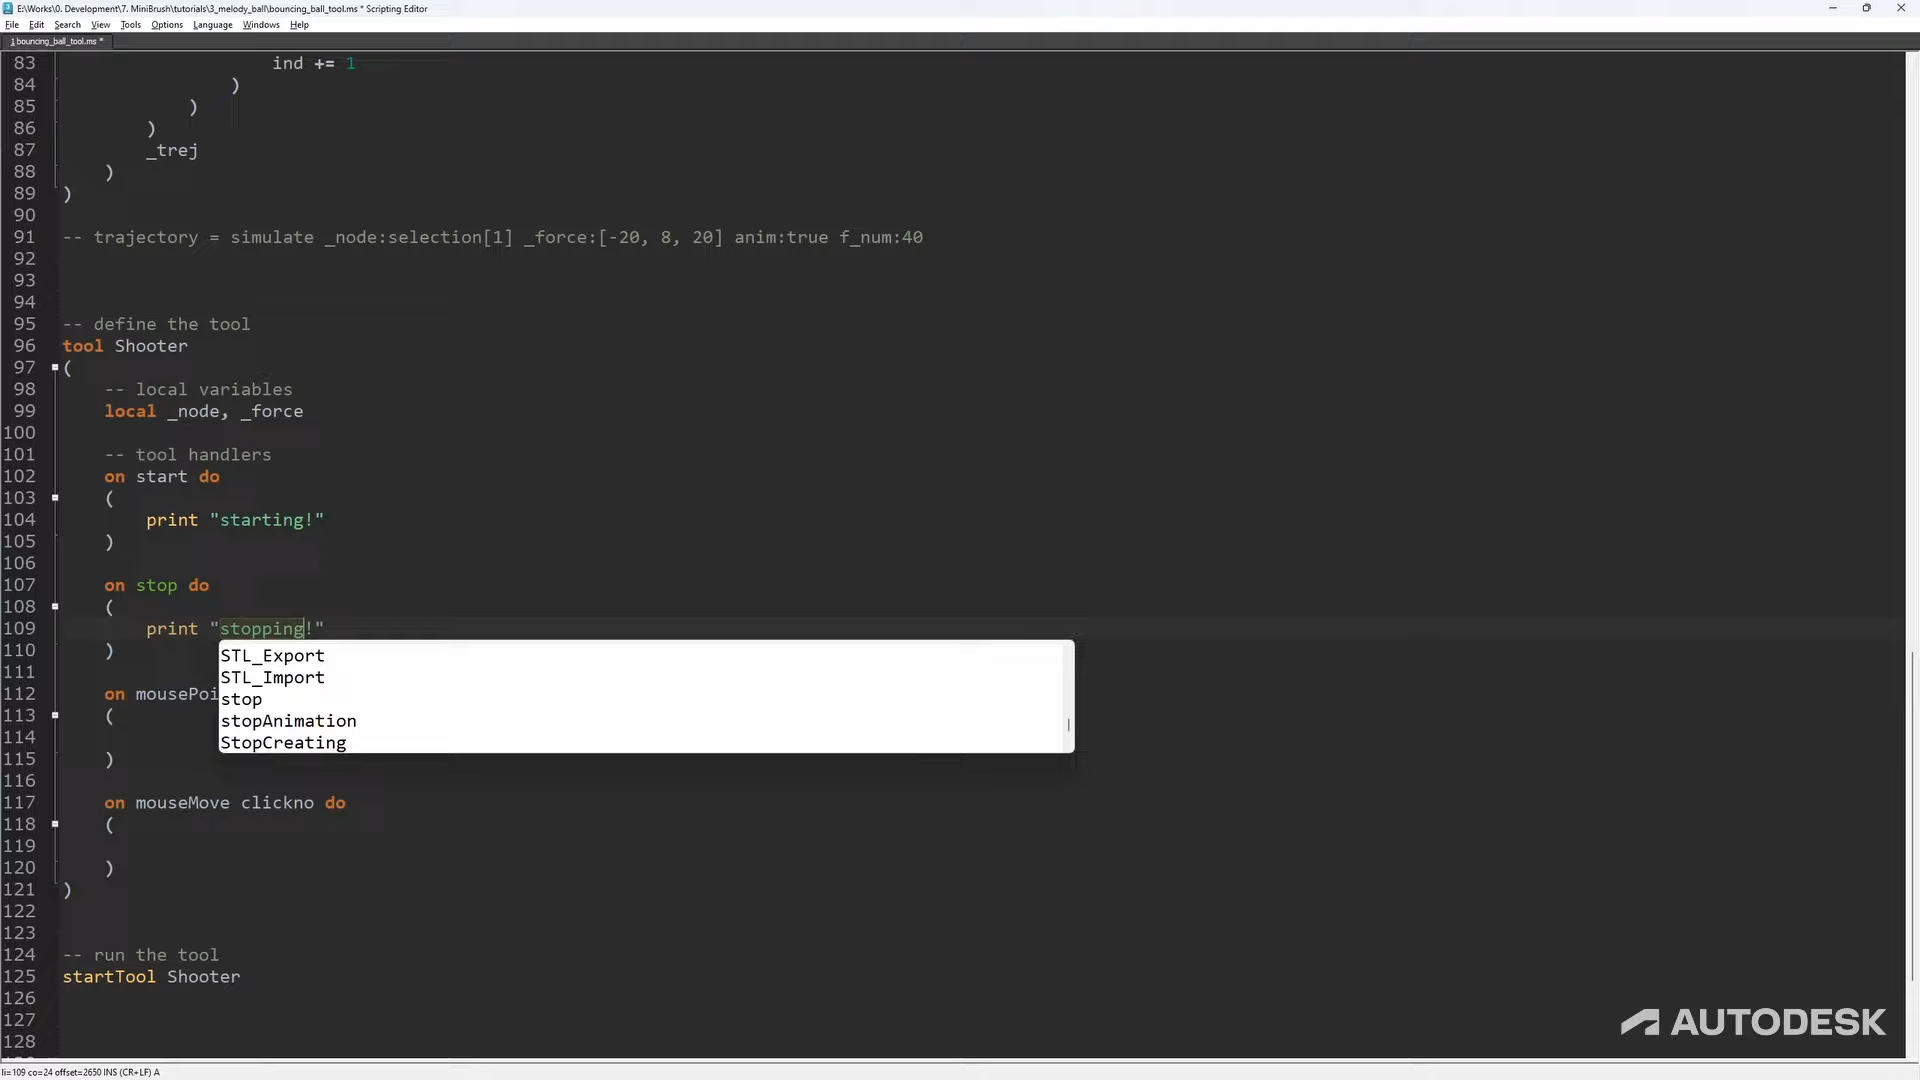 E:\Works\0. Development\7. MiniBrush\tutorials\3_melody_ball\bouncing_ball_tool.ms * Scripting Editor
File Edit Search View Tools Options Language Windows Help
1 bouncing_ball_tool.ms *
83 ind += 1
84 )
85 )
86 )
87 _trej
88 )
89 )
90
91 -- trajectory = simulate _node:selection[1] _force:[-20, 8, 20] anim:true f_num:40
92
93
94
95 -- define the tool
96 tool Shooter
97 (
98 -- local variables
99 local _node, _force
100
101 -- tool handlers
102 on start do
103 (
104 print "starting!"
105 )
106
107 on stop do
108 (
109 print "stopping!"
110 )
STL_Export
111
STL_Import
112 on mousePoi
stop
113 (
stopAnimation
114
StopCreating
115 )
116
117 on mouseMove clickno do
118 (
119
120 )
121 )
122
123
124 -- run the tool
125 startTool Shooter
126
127
128
AUTODESK
li=109 co=24 offset=2650 INS (CR+LF) A